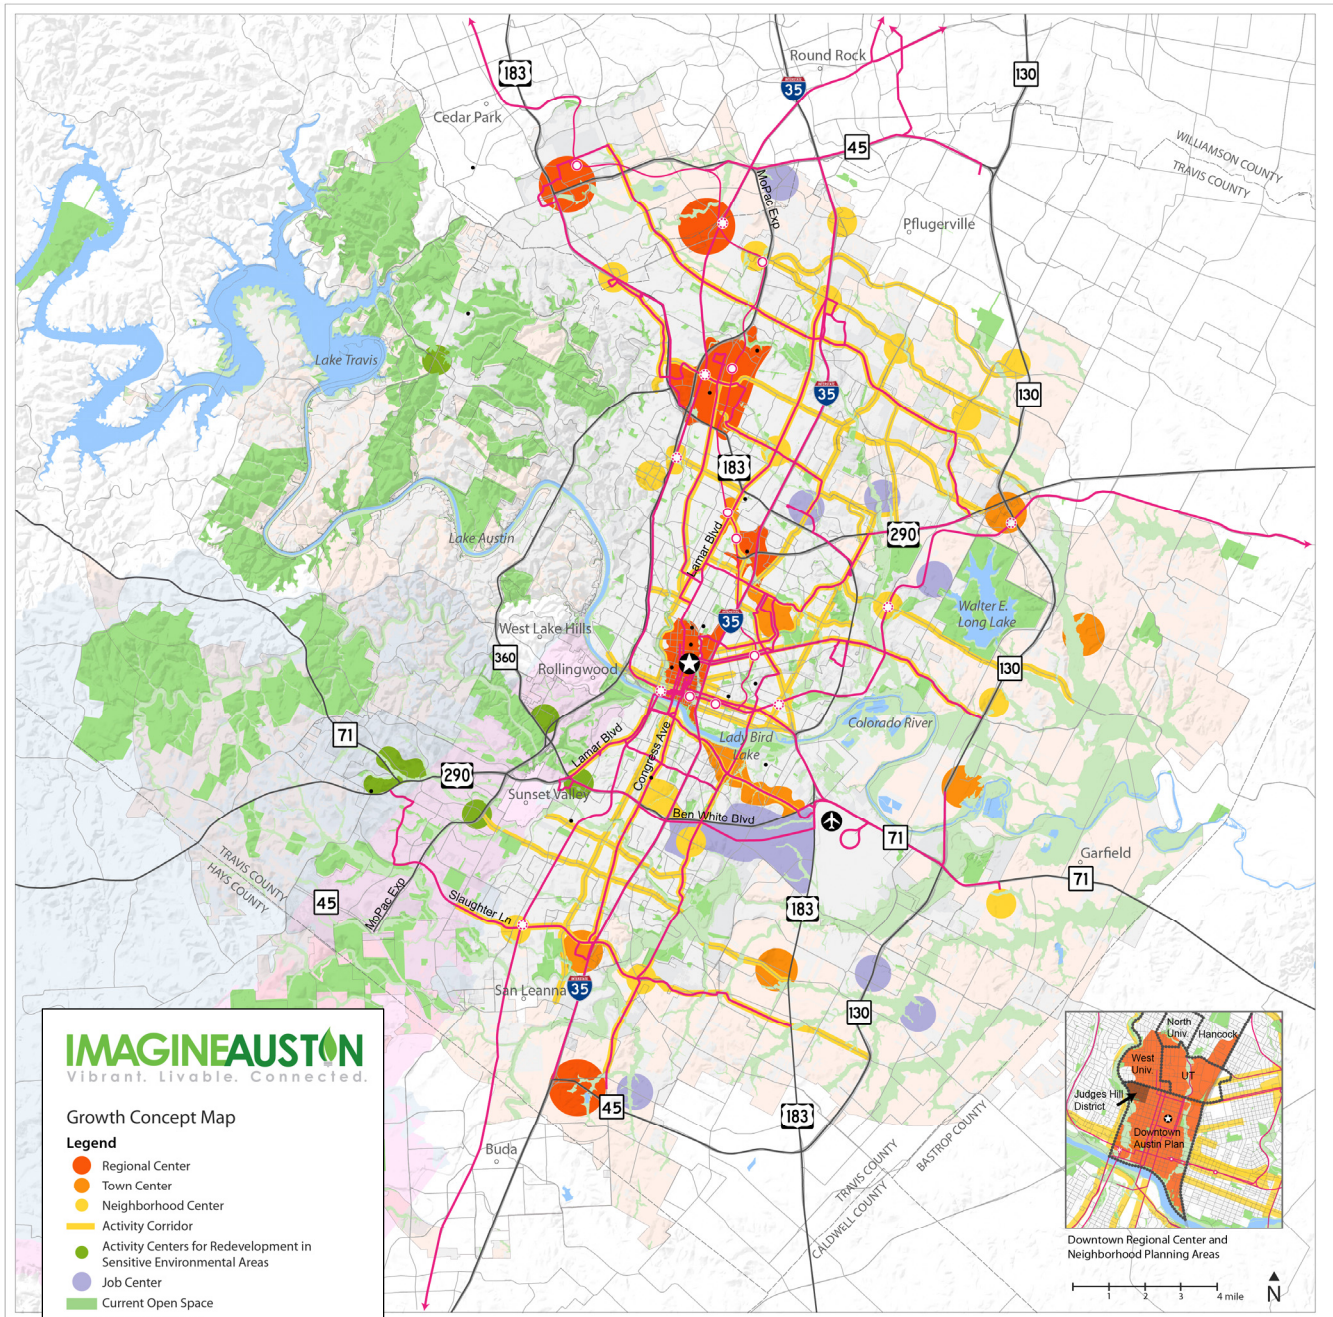 Round Rock
183
35
130
Cedar Park
45
WILLIAMSON COUNTY
TRAVIS COUNTY
MoPac Exp
Pflugerville
Lake Travis
35
130
183
Lake Austin
290
Lamar Blvd
Walter E.
Long Lake
35
West Lake Hills
360
Rollingwood
130
71
Colorado River
Lamar Blvd
Congress Ave
Lady Bird
Lake
290
Sunset Valley
Ben White Blvd
71
Garfield
71
TRAVIS COUNTY
HAYS COUNTY
45
MoPac Exp
Slaughter Ln
183
San Leanna
35
130
45
183
Buda
TRAVIS COUNTY
BASTROP COUNTY
CALDWELL COUNTY
IMAGINEAUSTIN
Vibrant. Livable. Connected.
Growth Concept Map
Legend
Regional Center
Town Center
Neighborhood Center
Activity Corridor
Activity Centers for Redevelopment in
Sensitive Environmental Areas
Job Center
Current Open Space
North
Univ.
Hancock
West
Univ.
UT
Judges Hill
District
Downtown
Austin Plan
Downtown Regional Center and
Neighborhood Planning Areas
1 2 3 4 mile
N